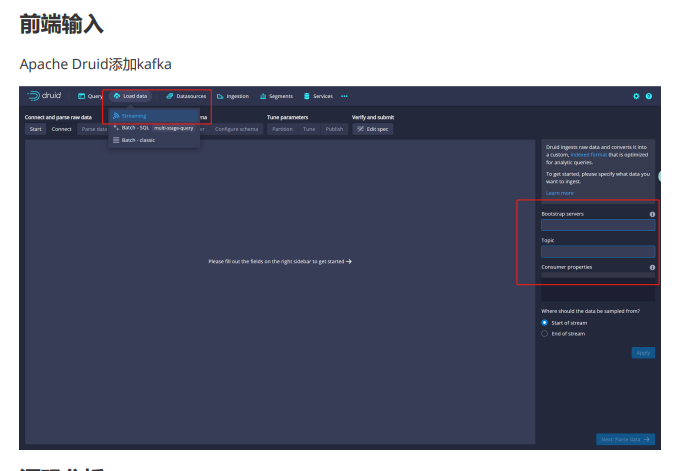 前端输入
Apache Druid添加kafka
druid Query Load data Datasources Ingestion Segments Services
Connect and parse raw data Tune parameters Verify and submit
Start Connect Parse data Configure schema Partition Tune Publish Edit spec
Streaming
Batch - SQL multi-stage-query
Batch - classic
Druid ingests raw data and converts it into
a custom, indexed format that is optimized
for analytic queries.
To get started, please specify what data you
want to ingest.
Learn more
Bootstrap servers
Topic
Consumer properties
Please fill out the fields on the right sidebar to get started
Where should the data be sampled from?
Start of stream
End of stream
Apply
Next: Parse data